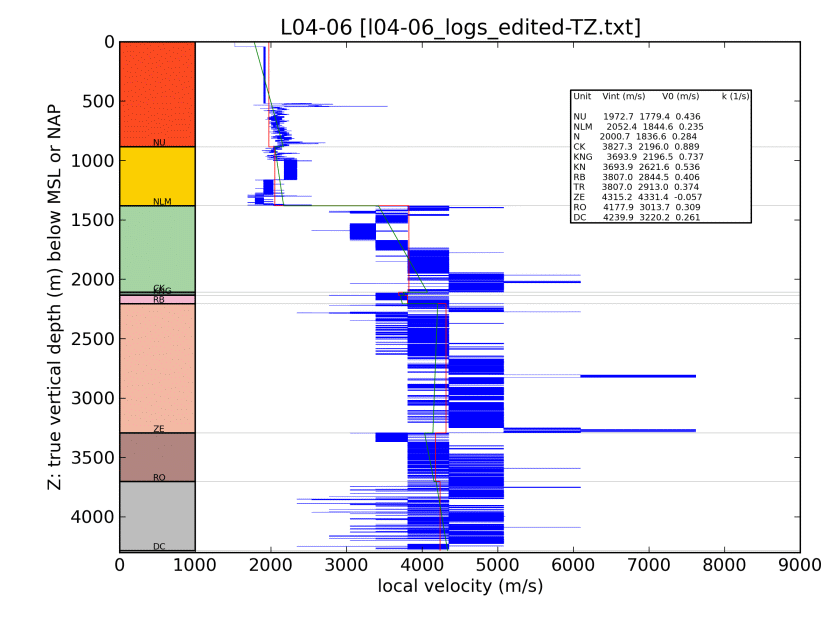 L04-06 [l04-06_logs_edited-TZ.txt]
Z: true vertical depth (m) below MSL or NAP
0
500
1000
1500
2000
2500
3000
3500
4000
NU
NLM
CK
RB
ZE
RO
DC
Unit Vint (m/s) V0 (m/s) k (1/s)
NU 1972.7 1779.4 0.436
NLM 2052.4 1844.6 0.235
N 2000.7 1836.6 0.284
CK 3827.3 2196.0 0.889
KNG 3693.9 2196.5 0.737
KN 3693.9 2621.6 0.536
RB 3807.0 2844.5 0.406
TR 3807.0 2913.0 0.374
ZE 4315.2 4331.4 -0.057
RO 4177.9 3013.7 0.309
DC 4239.9 3220.2 0.261
0 1000 2000 3000 4000 5000 6000 7000 8000 9000
local velocity (m/s)